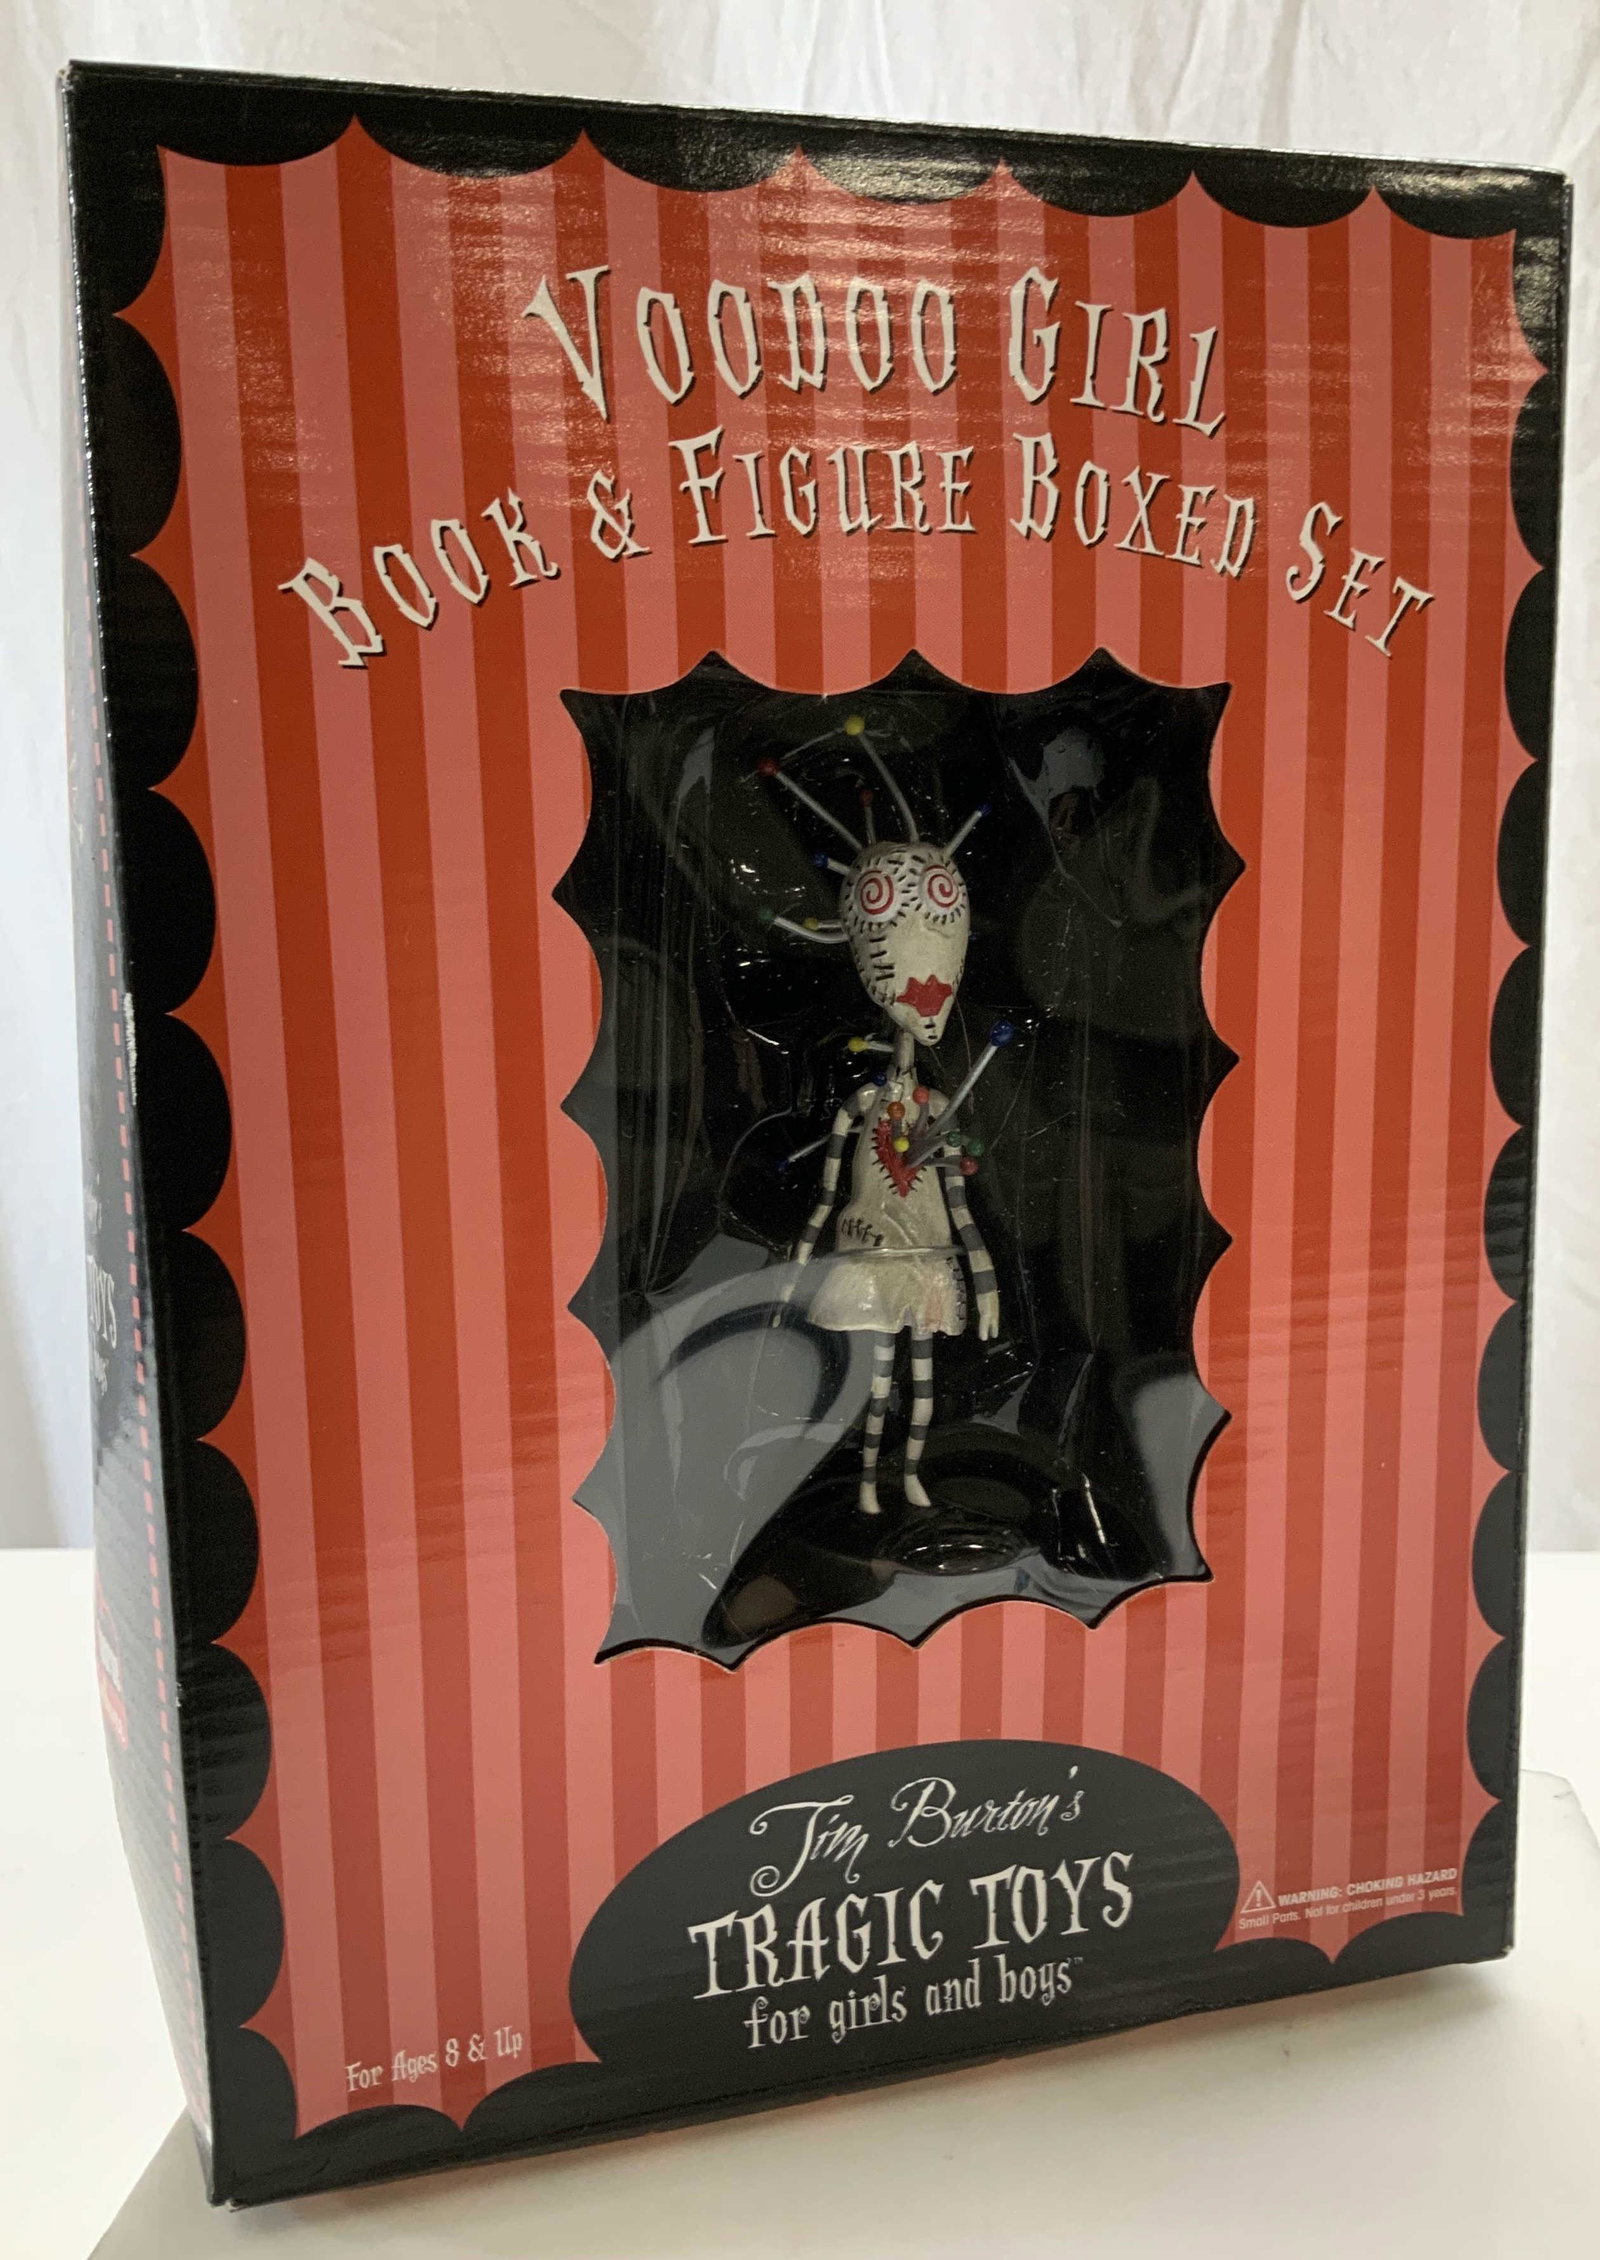 VOODOO GIRL
BOOK & FIGURE BOXED SET
Tim Burton's
TRAGIC TOYS
for girls and boys™
For Ages 8 & Up
WARNING: CHOKING HAZARD
Small Parts. Not for children under 3 years.
TOYS